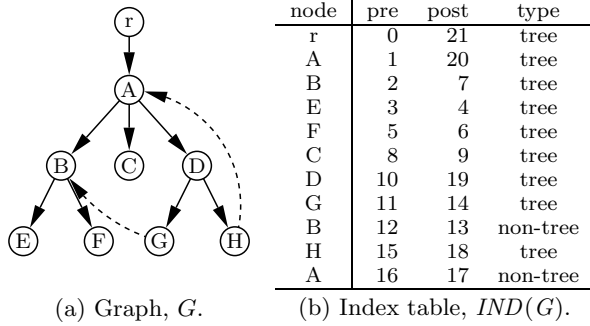 r
A
B
C
D
E
F
G
H
(a) Graph, G.
node pre post type
r 0 21 tree
A 1 20 tree
B 2 7 tree
E 3 4 tree
F 5 6 tree
C 8 9 tree
D 10 19 tree
G 11 14 tree
B 12 13 non-tree
H 15 18 tree
A 16 17 non-tree
(b) Index table, IND(G).